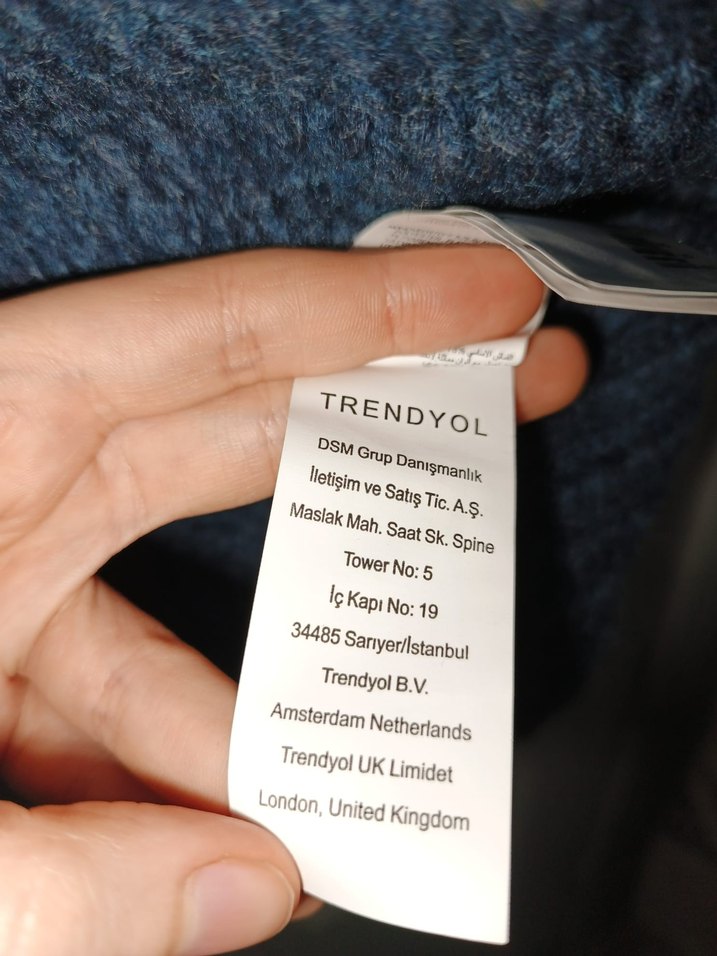 TRENDYOL
DSM Grup Danışmanlık
İletişim ve Satış Tic. A.Ş.
Maslak Mah. Saat Sk. Spine
Tower No: 5
İç Kapı No: 19
34485 Sarıyer/İstanbul
Trendyol B.V.
Amsterdam Netherlands
Trendyol UK Limidet
London, United Kingdom